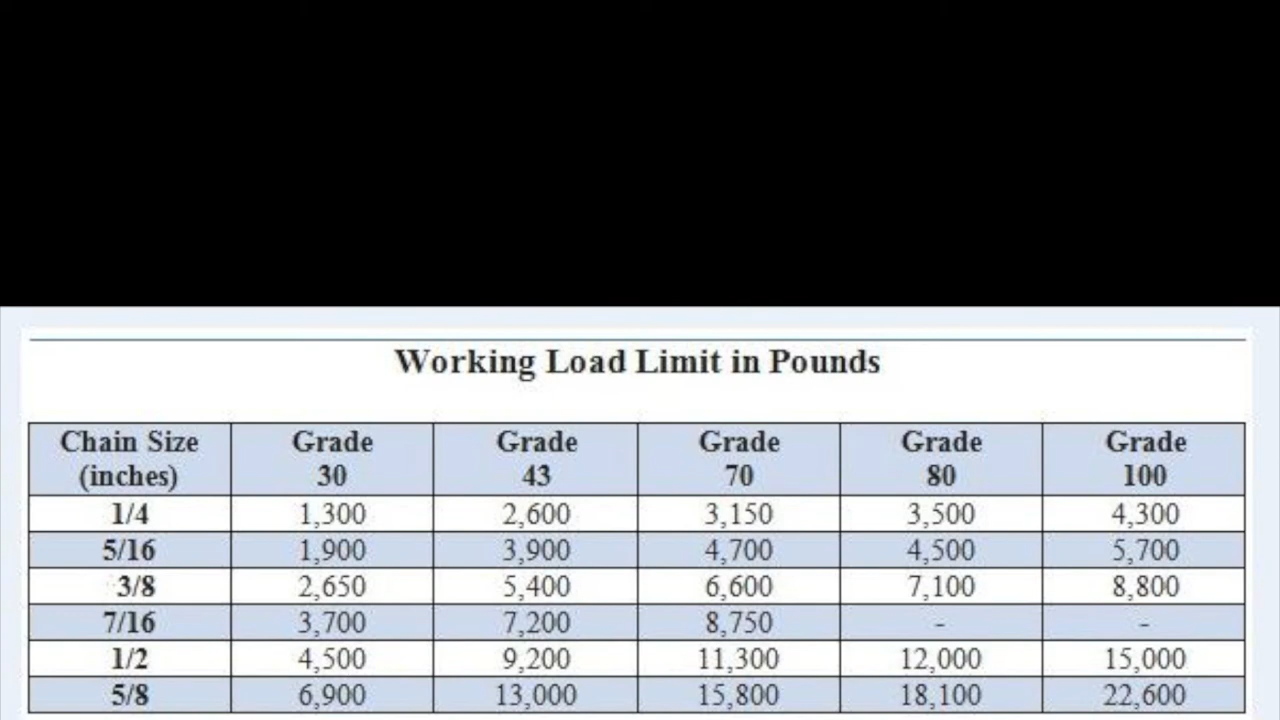 Working Load Limit in Pounds
Chain Size (inches) Grade 30 Grade 43 Grade 70 Grade 80 Grade 100
1/4 1,300 2,600 3,150 3,500 4,300
5/16 1,900 3,900 4,700 4,500 5,700
3/8 2,650 5,400 6,600 7,100 8,800
7/16 3,700 7,200 8,750 - -
1/2 4,500 9,200 11,300 12,000 15,000
5/8 6,900 13,000 15,800 18,100 22,600